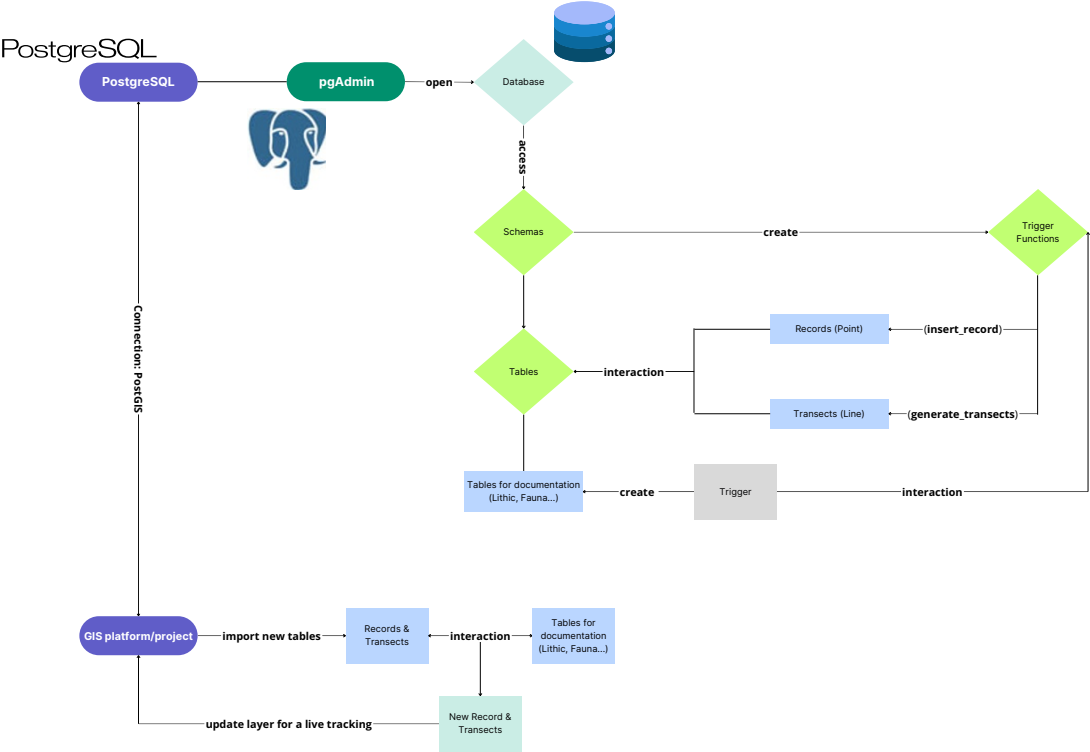 PostgreSQL
PostgreSQL
pgAdmin
open
Database
access
Schemas
create
Trigger
Functions
Connection: PostGIS
Records (Point)
(insert_record)
Tables
interaction
Transects (Line)
(generate_transects)
Tables for documentation
(Lithic, Fauna...)
create
Trigger
interaction
GIS platform/project
import new tables
Records &
Transects
interaction
Tables for
documentation
(Lithic, Fauna...)
New Record &
Transects
update layer for a live tracking